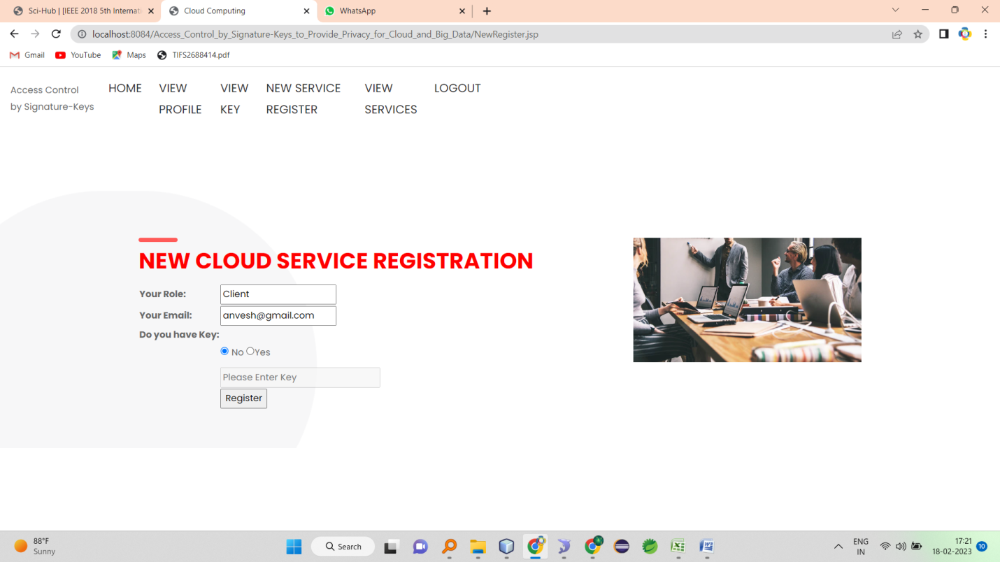 Sci-Hub | [IEEE 2018 5th Internati
Cloud Computing
WhatsApp
localhost:8084/Access_Control_by_Signature-Keys_to_Provide_Privacy_for_Cloud_and_Big_Data/NewRegister.jsp
Gmail YouTube Maps TIFS2688414.pdf
Access Control
by Signature-Keys
HOME
VIEW
PROFILE
VIEW
KEY
NEW SERVICE
REGISTER
VIEW
SERVICES
LOGOUT
NEW CLOUD SERVICE REGISTRATION
Your Role: Client
Your Email: anvesh@gmail.com
Do you have Key:
No Yes
Please Enter Key
Register
88°F
Sunny
Search
ENG
IN
17:21
18-02-2023
10